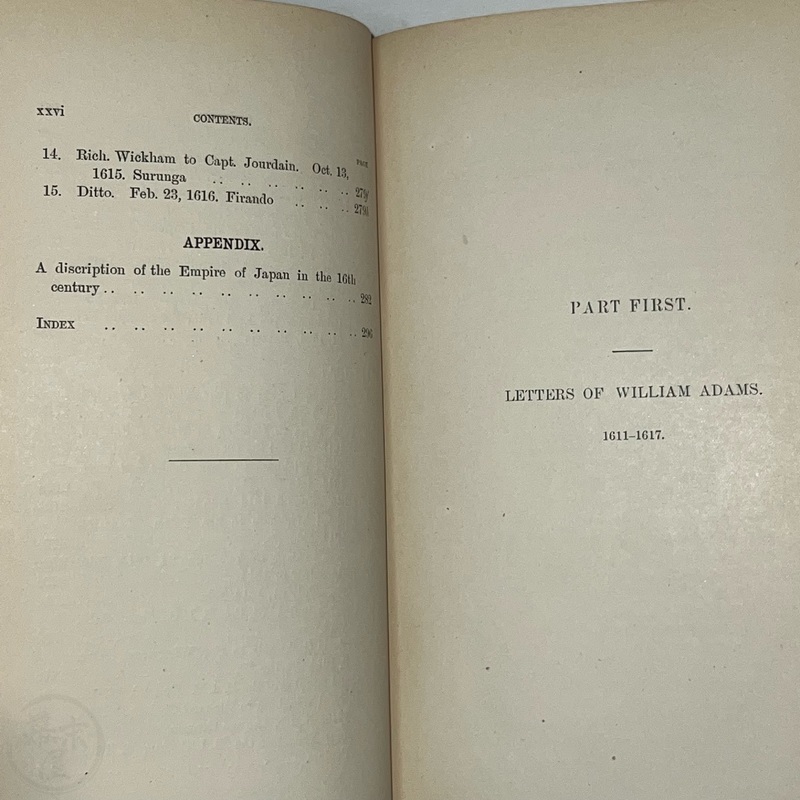 xxvi
CONTENTS.
PAGE
14. Rich. Wickham to Capt. Jourdain. Oct. 13,
1615. Surunga .. .. .. .. .. ..
15. Ditto. Feb. 23, 1616. Firando .. .. ..
APPENDIX.
A discription of the Empire of Japan in the 16th
century .. .. .. .. .. .. .. .. .. 282
INDEX .. .. .. .. .. .. .. .. ..
PART FIRST.
LETTERS OF WILLIAM ADAMS.
1611–1617.